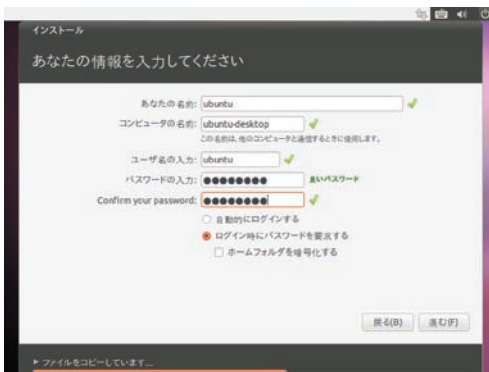 インストール
あなたの情報を入力してください
あなたの名前: ubuntu
コンピュータの名前: ubuntu-desktop
この名前は、他のコンピュータと通信するときに使用します。
ユーザ名の入力: ubuntu
パスワードの入力: ●●●●●●●● 良いパスワード
Confirm your password: ●●●●●●●●
自動的にログインする
ログイン時にパスワードを要求する
ホームフォルダを暗号化する
戻る(B) 進む(F)
ファイルをコピーしています...